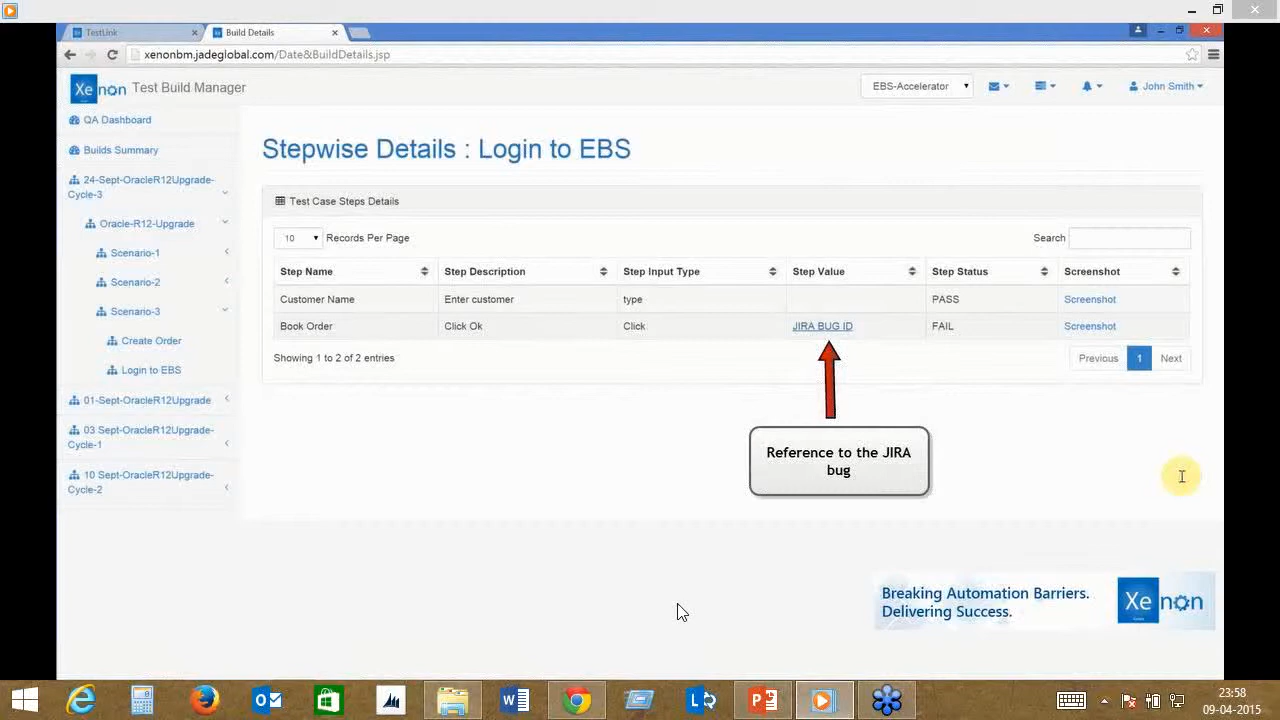 TestLink
Build Details
xenonbm.jadeglobal.com/Date&BuildDetails.jsp
Xenon Test Build Manager
EBS-Accelerator
John Smith
QA Dashboard
Builds Summary
24-Sept-OracleR12Upgrade-
Cycle-3
Oracle-R12-Upgrade
Scenario-1
Scenario-2
Scenario-3
Create Order
Login to EBS
01-Sept-OracleR12Upgrade
03 Sept-OracleR12Upgrade-
Cycle-1
10 Sept-OracleR12Upgrade-
Cycle-2
Stepwise Details : Login to EBS
Test Case Steps Details
10 Records Per Page
Search
Step Name Step Description Step Input Type Step Value Step Status Screenshot
Customer Name Enter customer type PASS Screenshot
Book Order Click Ok Click JIRA BUG ID FAIL Screenshot
Showing 1 to 2 of 2 entries
Previous 1 Next
Reference to the JIRA
bug
Breaking Automation Barriers.
Delivering Success.
Xenon
23:58
09-04-2015